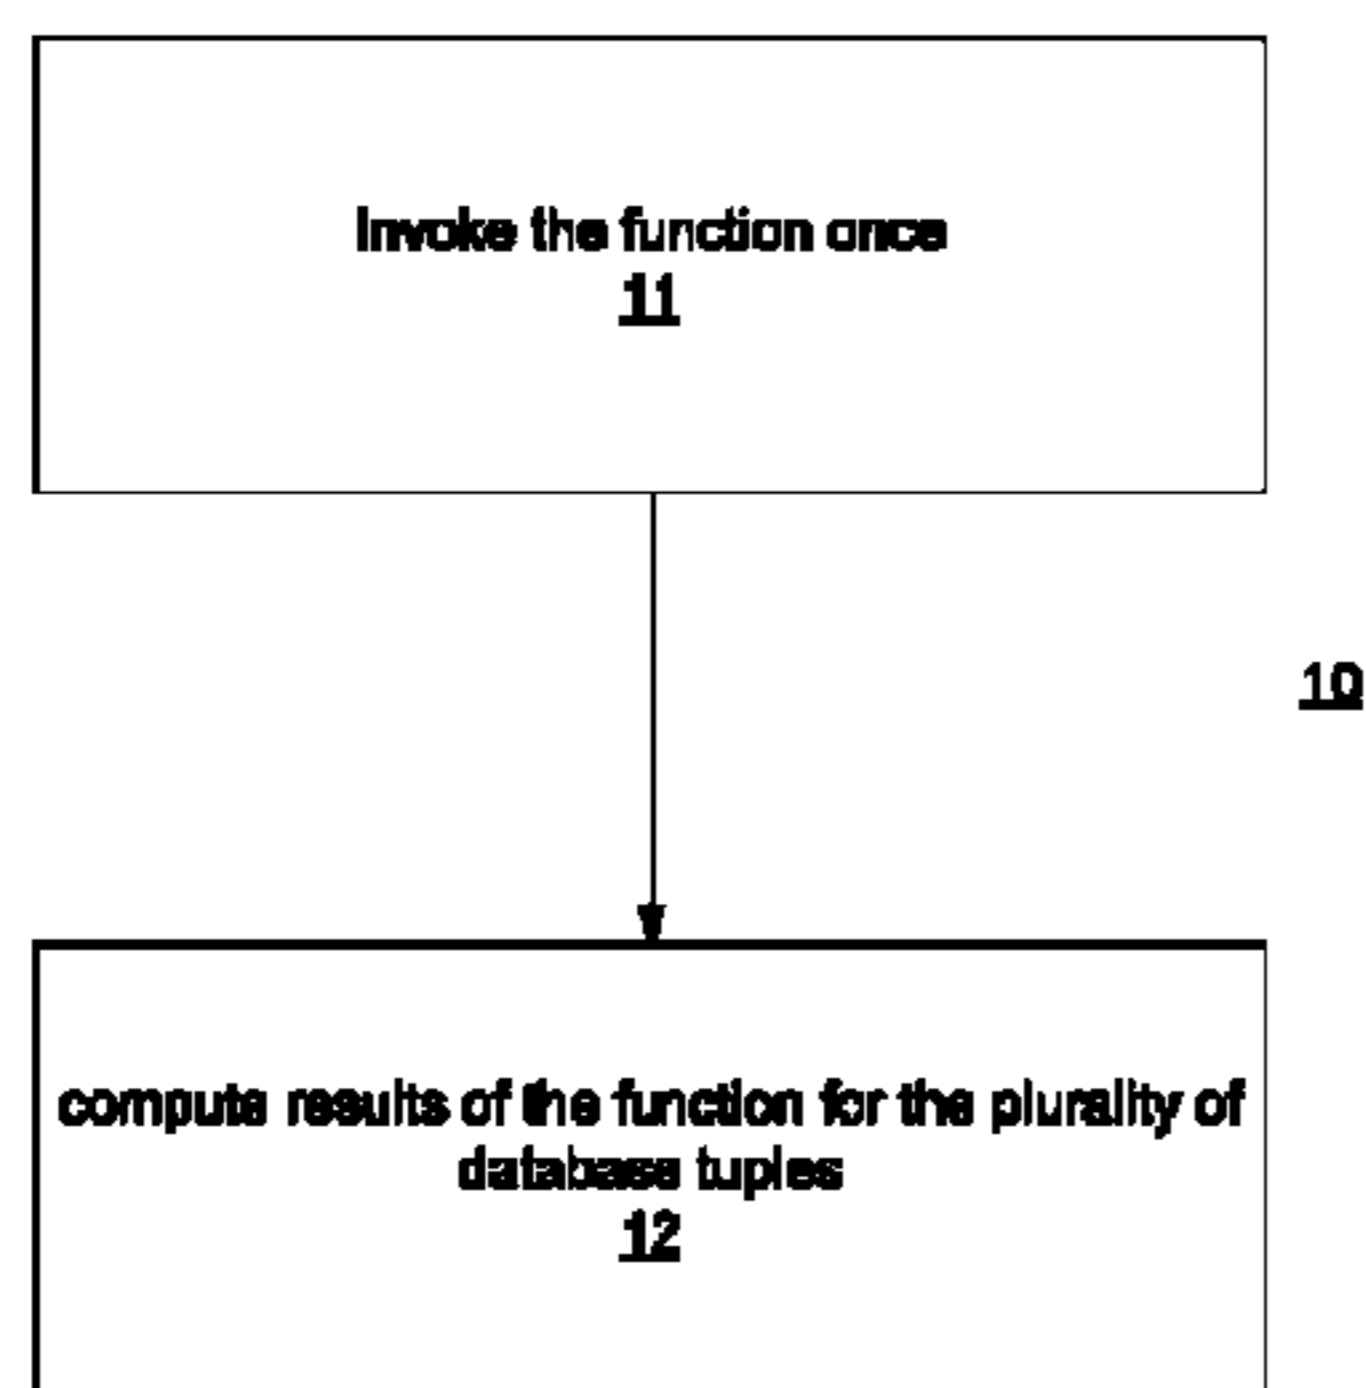 Invoke the function once
11
10
compute results of the function for the plurality of
database tuples
12